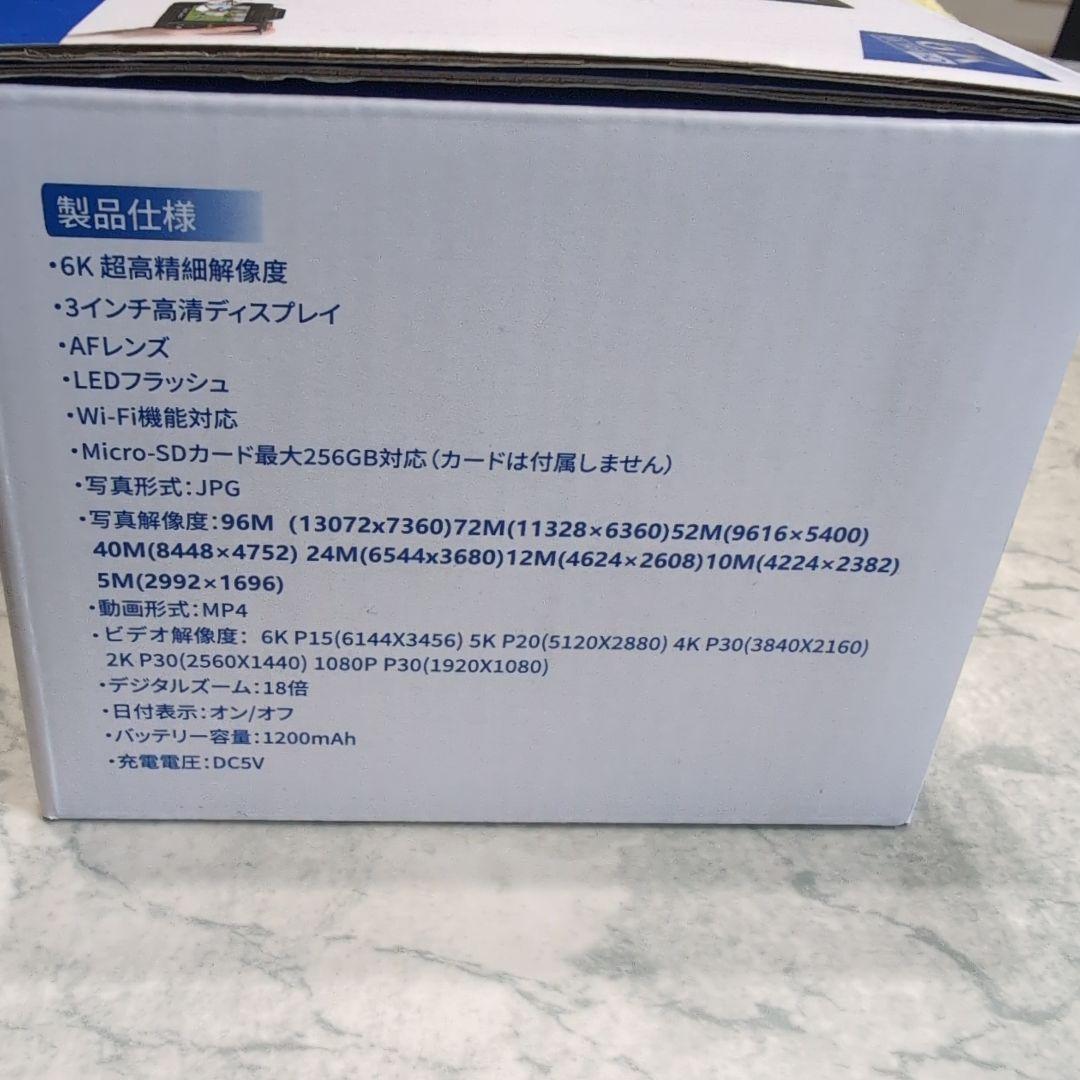 製品仕様
・6K 超高精細解像度
・3インチ高清ディスプレイ
・AFレンズ
・LEDフラッシュ
・Wi-Fi機能対応
・Micro-SDカード最大256GB対応（カードは付属しません）
・写真形式：JPG
・写真解像度：96M (13072x7360)72M(11328×6360)52M(9616×5400)
40M(8448×4752) 24M(6544x3680)12M(4624×2608)10M(4224×2382)
5M(2992×1696)
・動画形式：MP4
・ビデオ解像度： 6K P15(6144X3456) 5K P20(5120X2880) 4K P30(3840X2160)
2K P30(2560X1440) 1080P P30(1920X1080)
・デジタルズーム：18倍
・日付表示：オン/オフ
・バッテリー容量：1200mAh
・充電電圧：DC5V